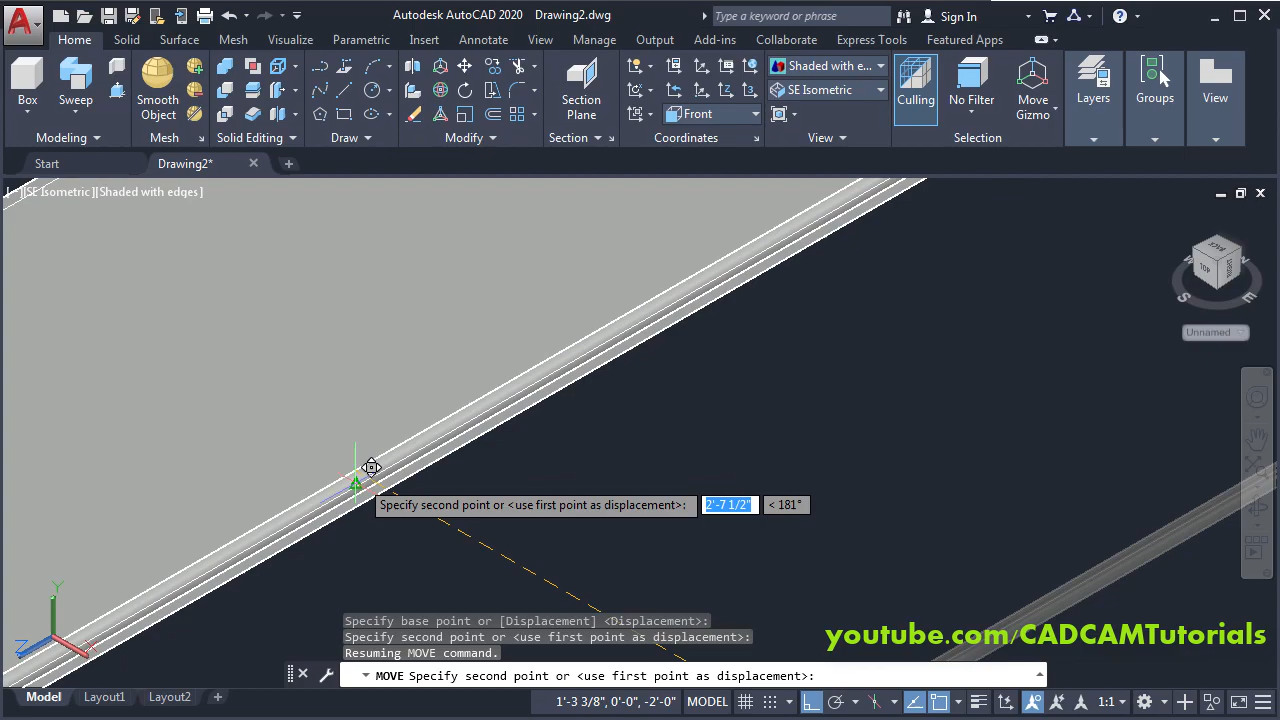 Autodesk AutoCAD 2020 Drawing2.dwg
Type a keyword or phrase
Sign In
Home Solid Surface Mesh Visualize Parametric Insert Annotate View Manage Output Add-ins Collaborate Express Tools Featured Apps
Box
Sweep
Smooth
Object
Section
Plane
Front
Shaded with e...
SE Isometric
Culling
No Filter
Move
Gizmo
Layers
Groups
View
Modeling Mesh Solid Editing Draw Modify Section Coordinates View Selection
Start Drawing2*
[−][SE Isometric][Shaded with edges]
BACK
TOP
W N S E
Unnamed
Specify second point or <use first point as displacement>: 2'-7 1/2" < 181°
Y
Z
X
Specify base point or [Displacement] <Displacement>:
Specify second point or <use first point as displacement>:
Resuming MOVE command.
MOVE Specify second point or <use first point as displacement>:
youtube.com/CADCAMTutorials
Model Layout1 Layout2
1'-3 3/8", 0'-0", -2'-0" MODEL
1:1